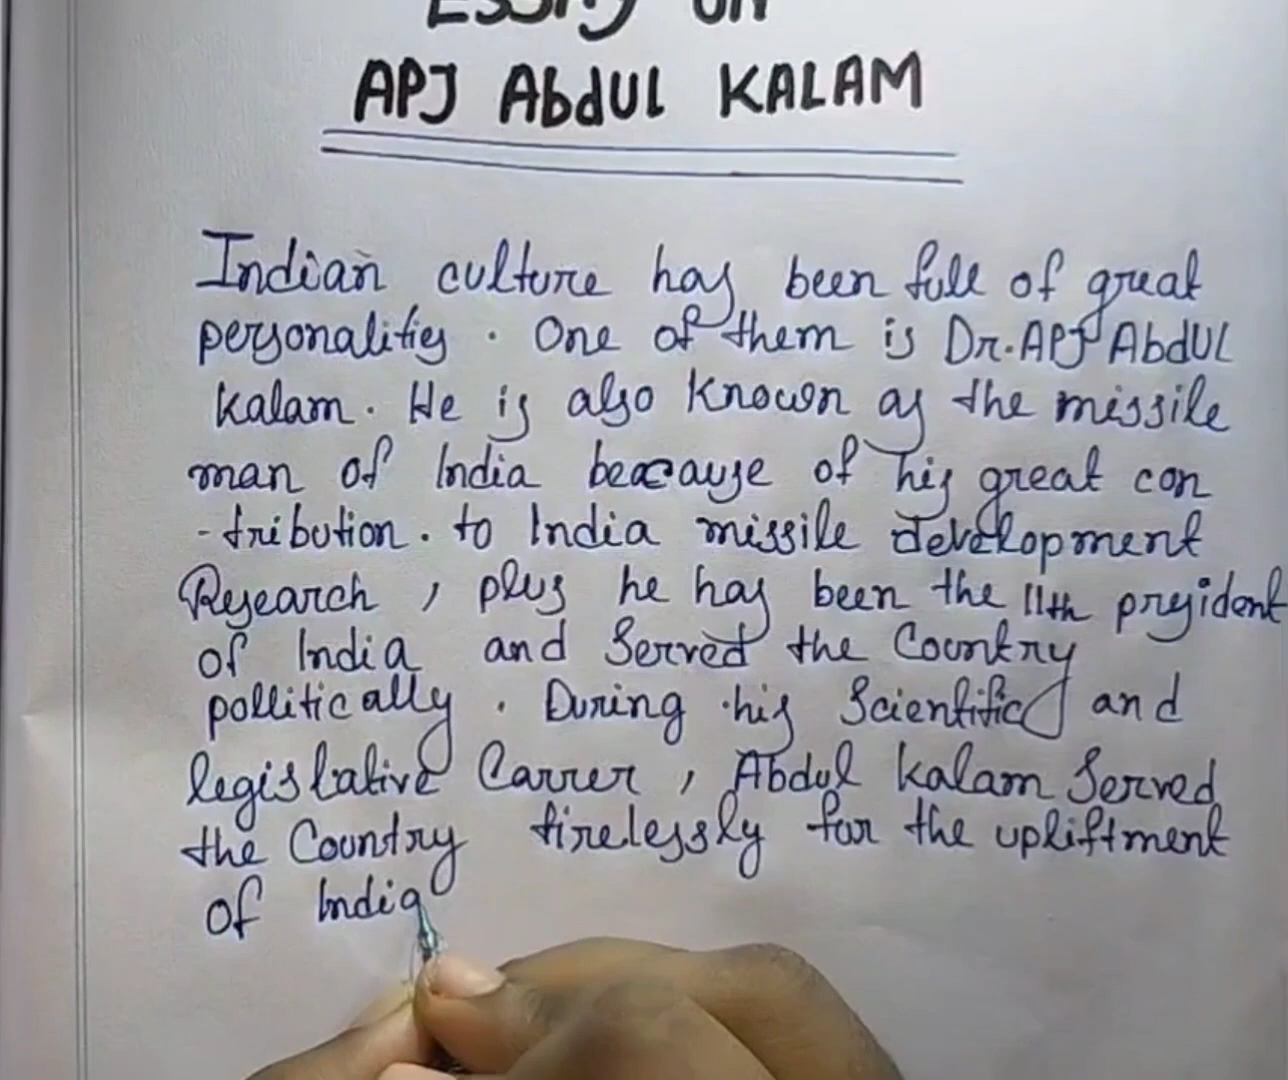 Essay on
APJ Abdul KALAM
Indian culture has been full of great
personalities. One of them is Dr. APJ Abdul
Kalam. He is also known as the missile
man of India beacause of his great con
-tribution. to India missile development
Research, plus he has been the 11th president
of India and Served the Country
pollitically. During his Scientific and
legislative Carrer, Abdul Kalam Served
the Country tirelessly for the upliftment
of India